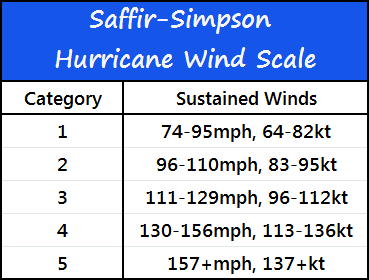 Saffir-Simpson
Hurricane Wind Scale
Category Sustained Winds
1 74-95mph, 64-82kt
2 96-110mph, 83-95kt
3 111-129mph, 96-112kt
4 130-156mph, 113-136kt
5 157+mph, 137+kt